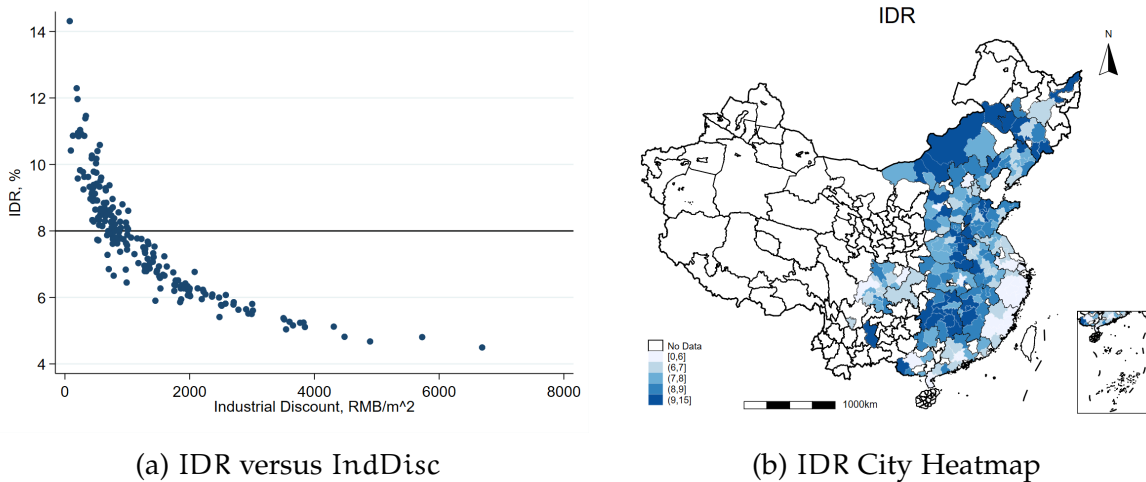 IDR, %
14
12
10
8
6
4
0
2000
4000
6000
8000
Industrial Discount, RMB/m^2
IDR
N
No Data
[0,6]
(6,7]
(7,8]
(8,9]
(9,15]
1000km
(a) IDR versus IndDisc
(b) IDR City Heatmap